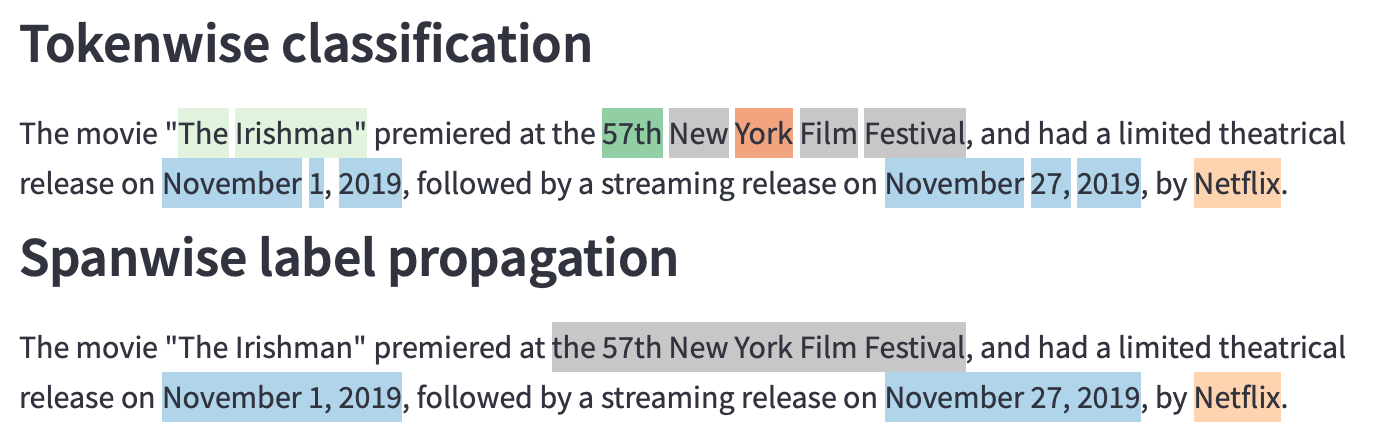 Tokenwise classification
The movie "The Irishman" premiered at the 57th New York Film Festival, and had a limited theatrical
release on November 1, 2019, followed by a streaming release on November 27, 2019, by Netflix.
Spanwise label propagation
The movie "The Irishman" premiered at the 57th New York Film Festival, and had a limited theatrical
release on November 1, 2019, followed by a streaming release on November 27, 2019, by Netflix.